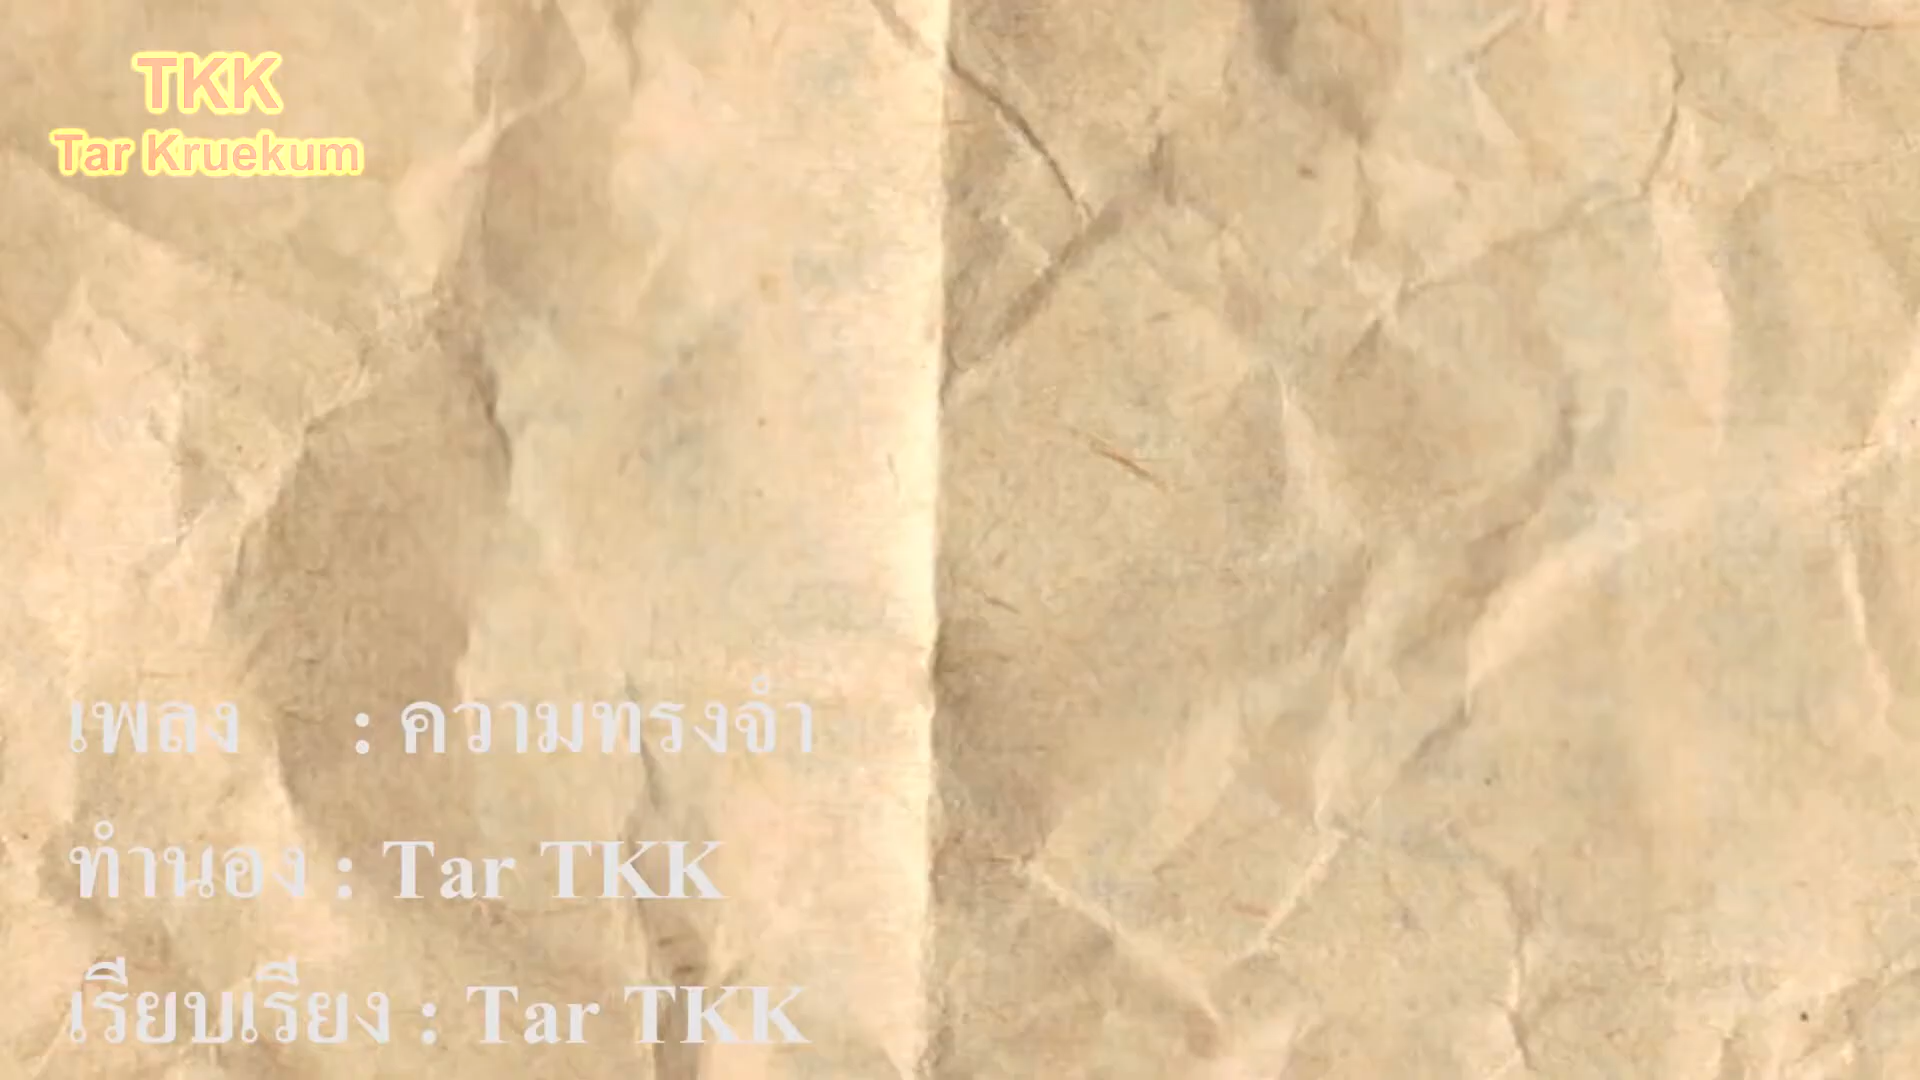 TKK
Tar Kruekum
เพลง : ความทรงจำ
ทำนอง : Tar TKK
เรียบเรียง : Tar TKK